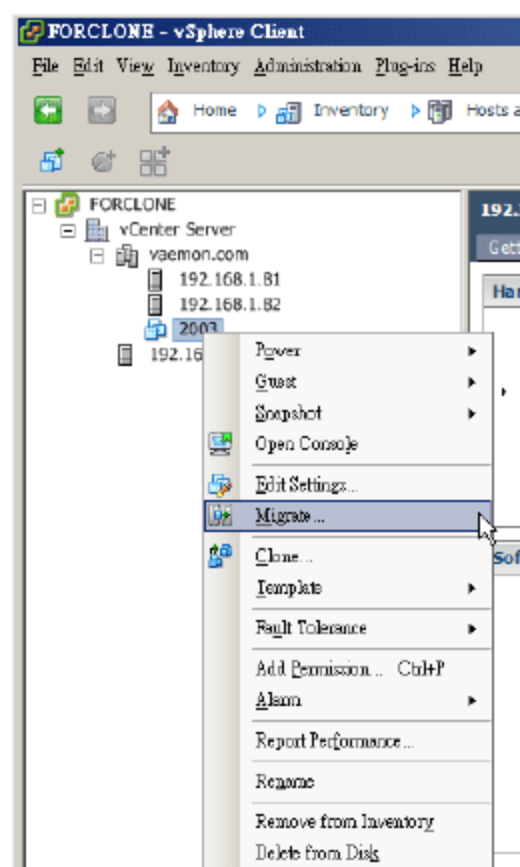 FORCLONE - vSphere Client
File Edit View Inventory Administration Plug-ins Help
Home Inventory Hosts a
FORCLONE
vCenter Server
vaemon.com
192.168.1.81
192.168.1.82
2003
192.16
192.
Gett
Har
Sof
Power
Guest
Snapshot
Open Console
Edit Settings...
Migrate...
Clone...
Template
Fault Tolerance
Add Permission... Ctrl+P
Alarm
Report Performance...
Rename
Remove from Inventory
Delete from Disk